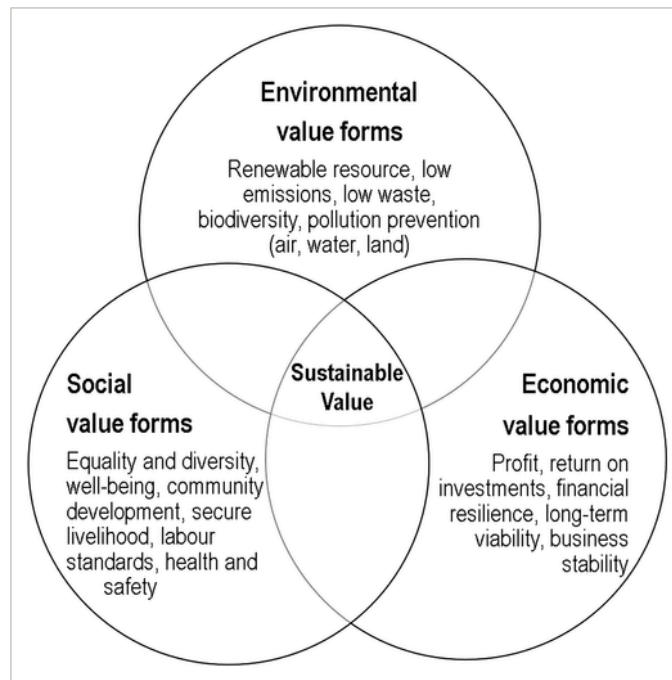 Environmental
value forms
Renewable resource, low
emissions, low waste,
biodiversity, pollution prevention
(air, water, land)
Sustainable
Value
Social
value forms
Equality and diversity,
well-being, community
development, secure
livelihood, labour
standards, health and
safety
Economic
value forms
Profit, return on
investments, financial
resilience, long-term
viability, business
stability